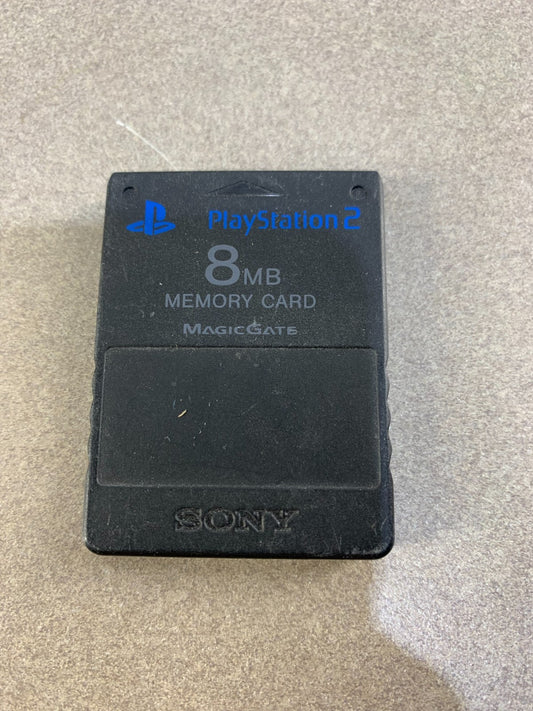 PlayStation 2
8MB
MEMORY CARD
MAGICGATE
SONY